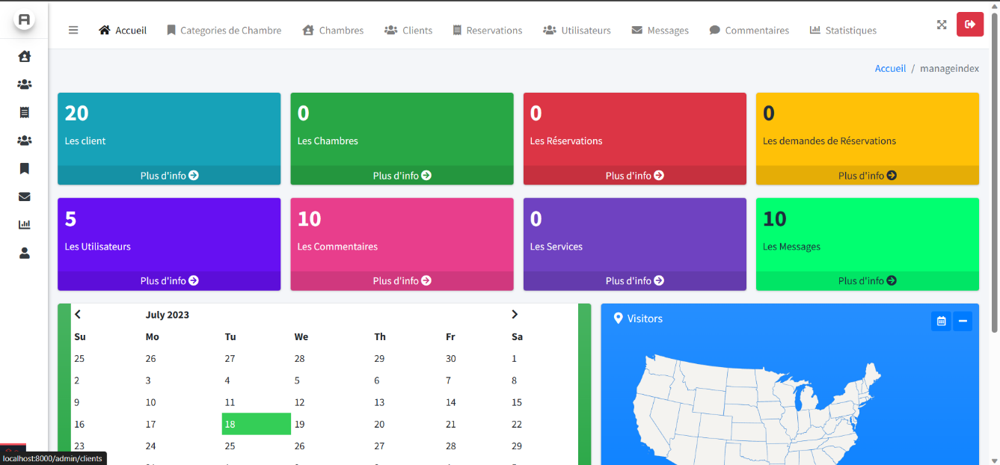 A
Accueil Categories de Chambre Chambres Clients Reservations Utilisateurs Messages Commentaires Statistiques
Accueil / manageindex
20 0 0 0
Les client Les Chambres Les Réservations Les demandes de Réservations
Plus d'info Plus d'info Plus d'info Plus d'info
5 10 0 10
Les Utilisateurs Les Commentaires Les Services Les Messages
Plus d'info Plus d'info Plus d'info Plus d'info
July 2023
Visitors
Su Mo Tu We Th Fr Sa
25 26 27 28 29 30 1
2 3 4 5 6 7 8
9 10 11 12 13 14 15
16 17 18 19 20 21 22
23 24 25 26 27 28 29
localhost:8000/admin/clients